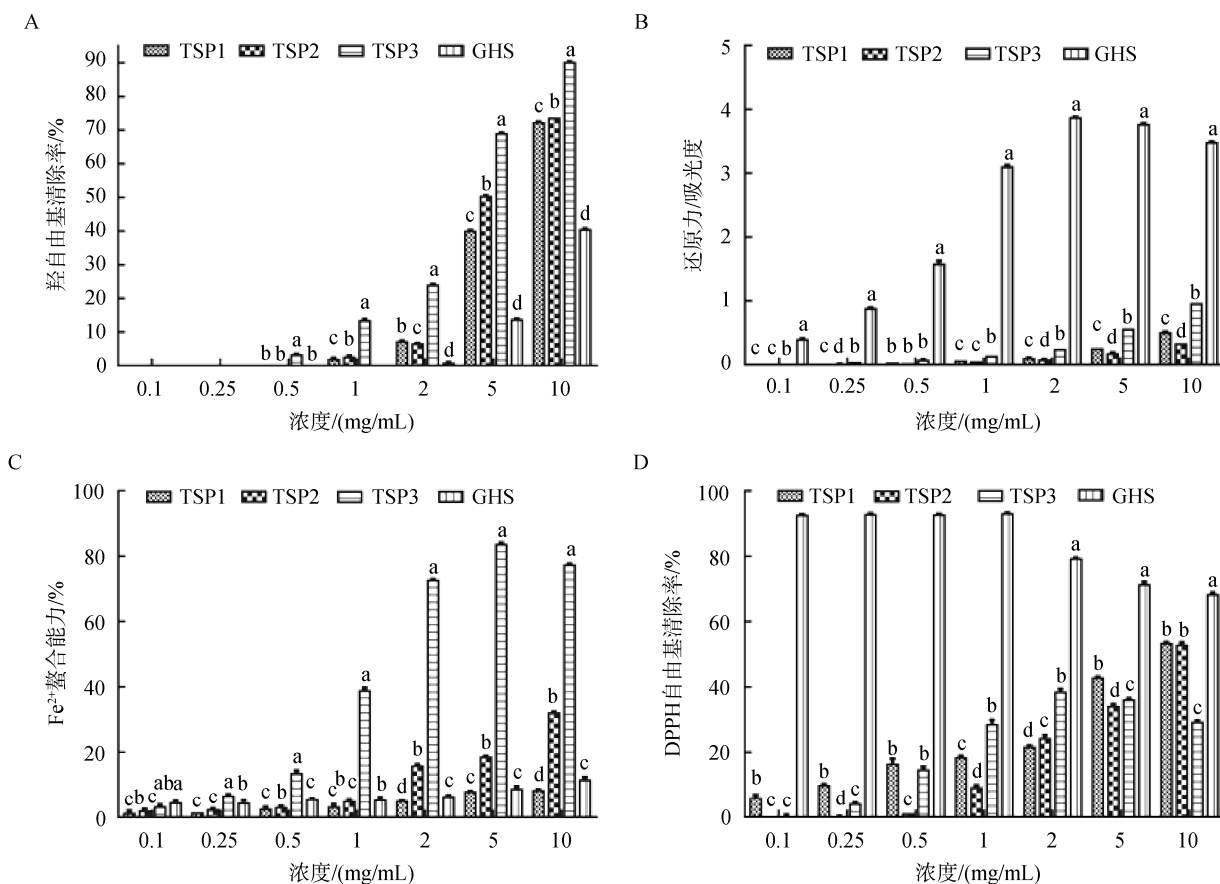 A
TSP1 TSP2 TSP3 GHS
羟自由基清除率/%
90
80
70
60
50
40
30
20
10
0
b b a b
c b a
b c a d
c b a d
c b a d
0.1 0.25 0.5 1 2 5 10
浓度/(mg/mL)
B
TSP1 TSP2 TSP3 GHS
还原力/吸光度
5
4
3
2
1
0
c c b a
c d b a
b b b a
c c b a
c d b a
c d b a
c d b a
0.1 0.25 0.5 1 2 5 10
浓度/(mg/mL)
C
TSP1 TSP2 TSP3 GHS
Fe²⁺螯合能力/%
100
80
60
40
20
0
c b c aba
c c a b
c c a c
c b c a c
d b a c
c b a c
d b a c
0.1 0.25 0.5 1 2 5 10
浓度/(mg/mL)
D
TSP1 TSP2 TSP3 GHS
DPPH自由基清除率/%
100
80
60
40
20
0
b c c
b d c
b c b
c d b
d c b a
b d c a
b b c a
0.1 0.25 0.5 1 2 5 10
浓度/(mg/mL)